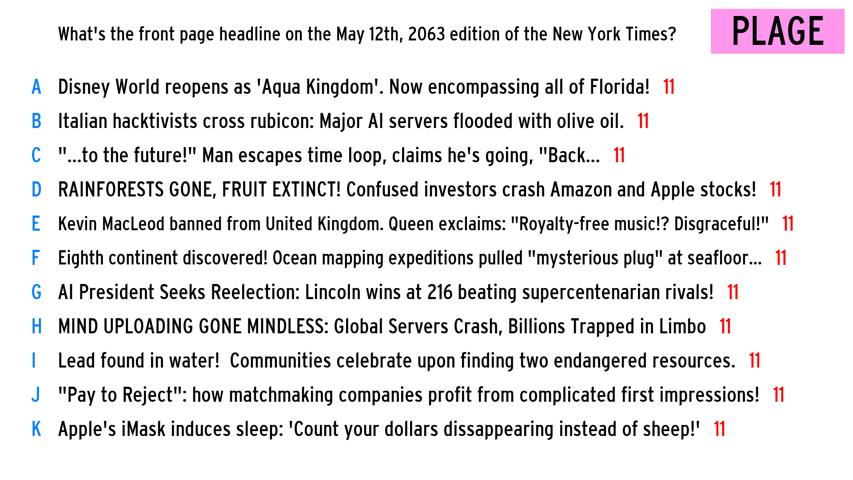 What's the front page headline on the May 12th, 2063 edition of the New York Times?
PLAGE
A Disney World reopens as 'Aqua Kingdom'. Now encompassing all of Florida! 11
B Italian hacktivists cross rubicon: Major AI servers flooded with olive oil. 11
C "...to the future!" Man escapes time loop, claims he's going, "Back... 11
D RAINFORESTS GONE, FRUIT EXTINCT! Confused investors crash Amazon and Apple stocks! 11
E Kevin MacLeod banned from United Kingdom. Queen exclaims: "Royalty-free music!? Disgraceful!" 11
F Eighth continent discovered! Ocean mapping expeditions pulled "mysterious plug" at seafloor... 11
G AI President Seeks Reelection: Lincoln wins at 216 beating supercentenarian rivals! 11
H MIND UPLOADING GONE MINDLESS: Global Servers Crash, Billions Trapped in Limbo 11
I Lead found in water! Communities celebrate upon finding two endangered resources. 11
J "Pay to Reject": how matchmaking companies profit from complicated first impressions! 11
K Apple's iMask induces sleep: 'Count your dollars dissappearing instead of sheep!' 11